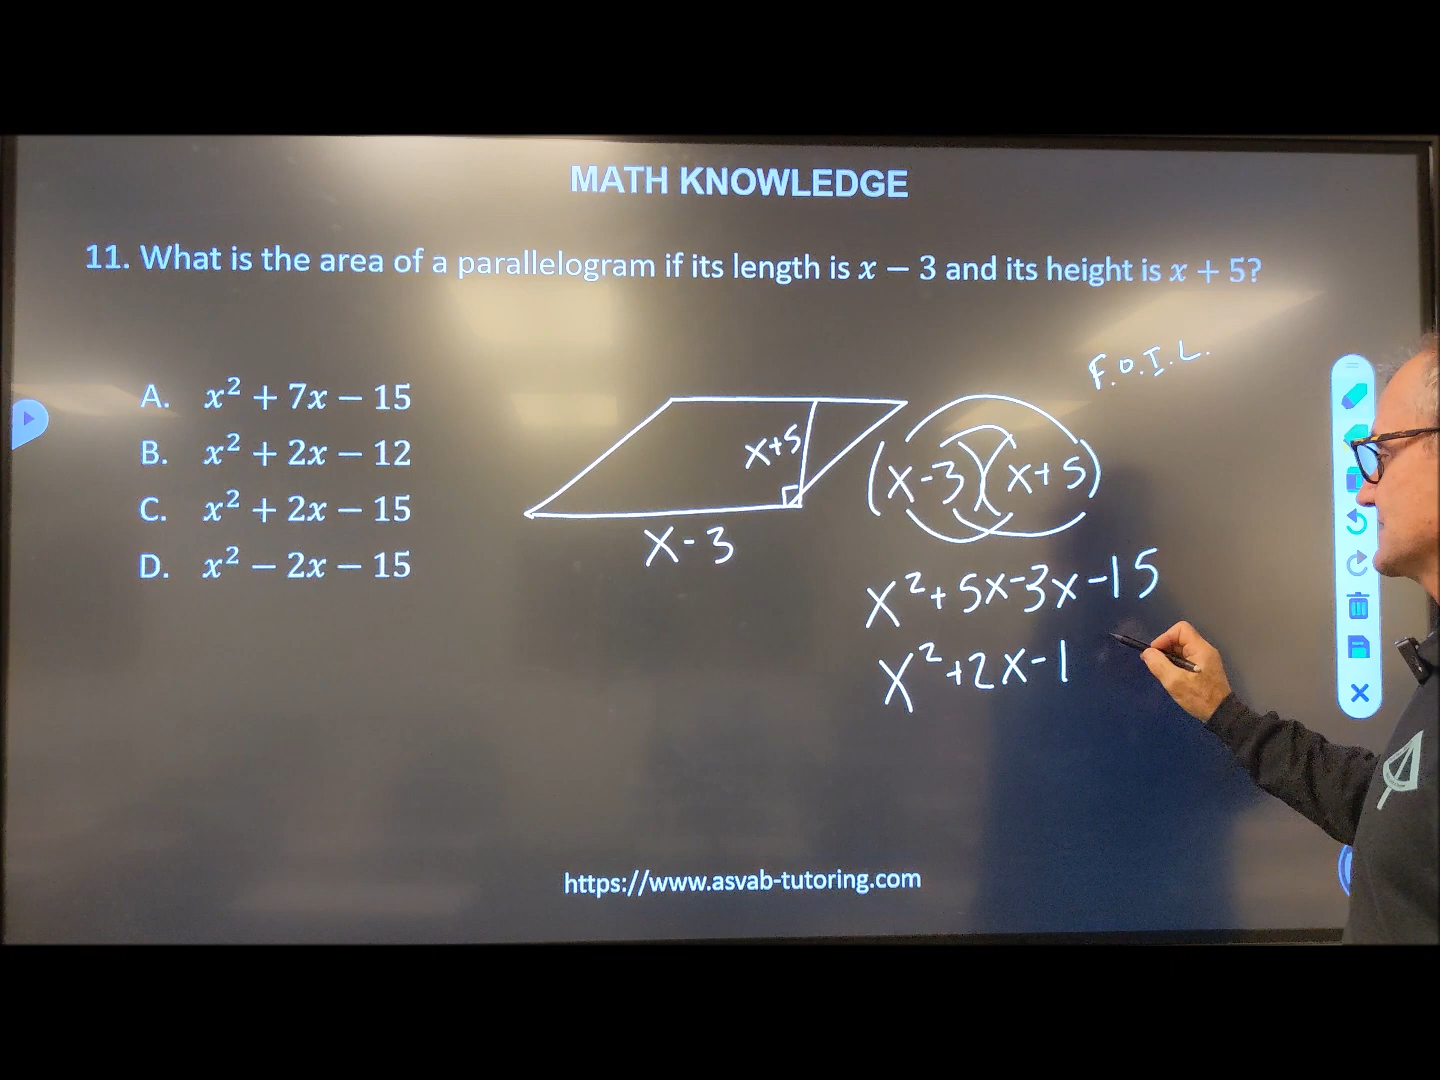 MATH KNOWLEDGE
11. What is the area of a parallelogram if its length is x − 3 and its height is x + 5?
F.O.I.L.
A. x² + 7x − 15
B. x² + 2x − 12
C. x² + 2x − 15
D. x² − 2x − 15
x+5
x-3
(x-3)(x+5)
x²+5x-3x-15
x²+2x-1
https://www.asvab-tutoring.com